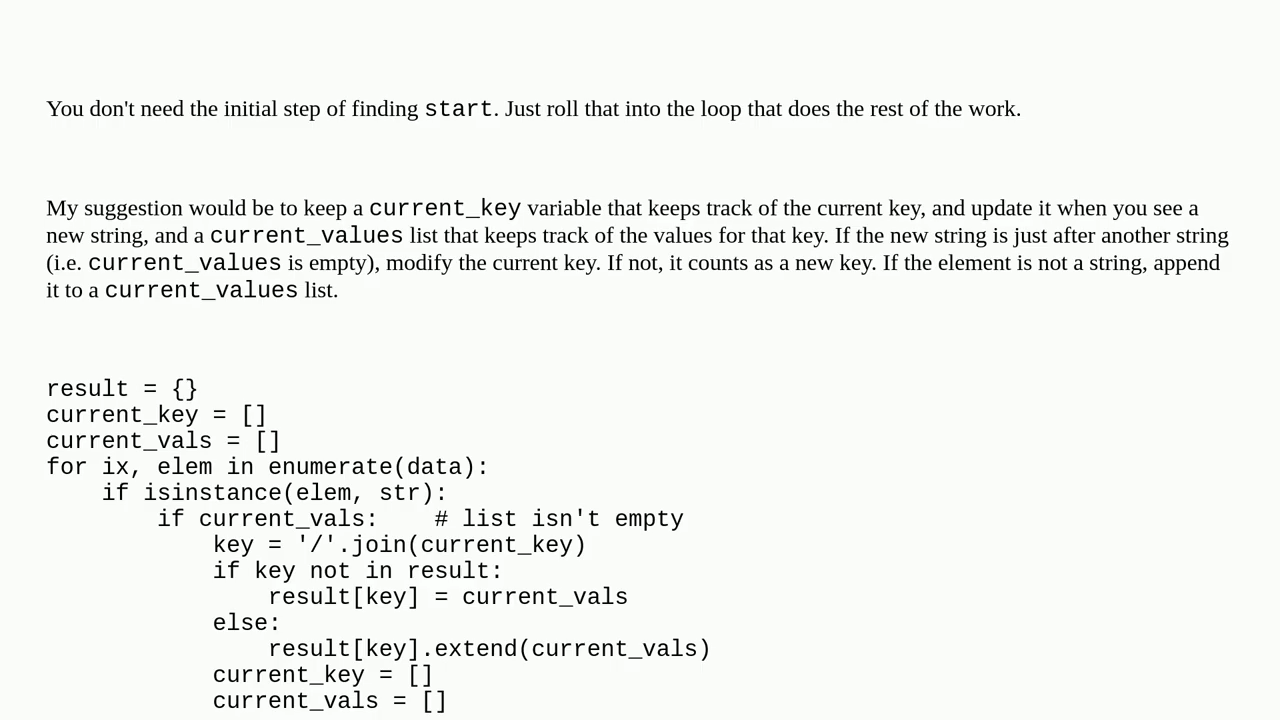 You don't need the initial step of finding start. Just roll that into the loop that does the rest of the work.
My suggestion would be to keep a current_key variable that keeps track of the current key, and update it when you see a
new string, and a current_values list that keeps track of the values for that key. If the new string is just after another string
(i.e. current_values is empty), modify the current key. If not, it counts as a new key. If the element is not a string, append
it to a current_values list.
result = {}
current_key = []
current_vals = []
for ix, elem in enumerate(data):
    if isinstance(elem, str):
        if current_vals:    # list isn't empty
            key = '/'.join(current_key)
            if key not in result:
                result[key] = current_vals
            else:
                result[key].extend(current_vals)
            current_key = []
            current_vals = []